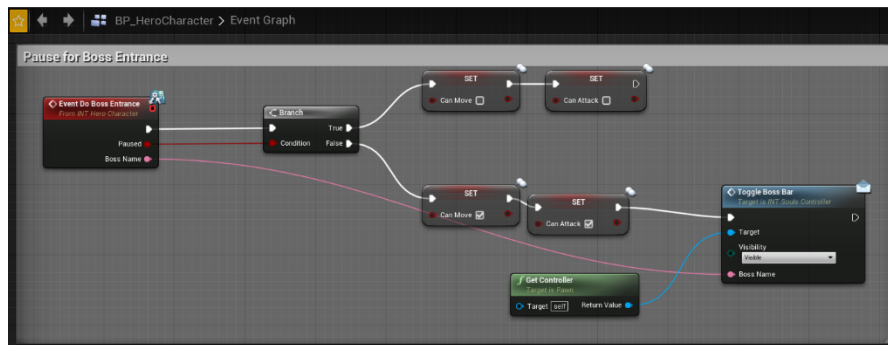 BP_HeroCharacter > Event Graph
Pause for Boss Entrance
Event Do Boss Entrance
From INT Hero Character
Paused
Boss Name
Branch
True
Condition
False
SET
Can Move
SET
Can Attack
SET
Can Move
SET
Can Attack
Toggle Boss Bar
Target is INT Souls Controller
Target
Visibility
Visible
Boss Name
f Get Controller
Target is Pawn
Target self
Return Value